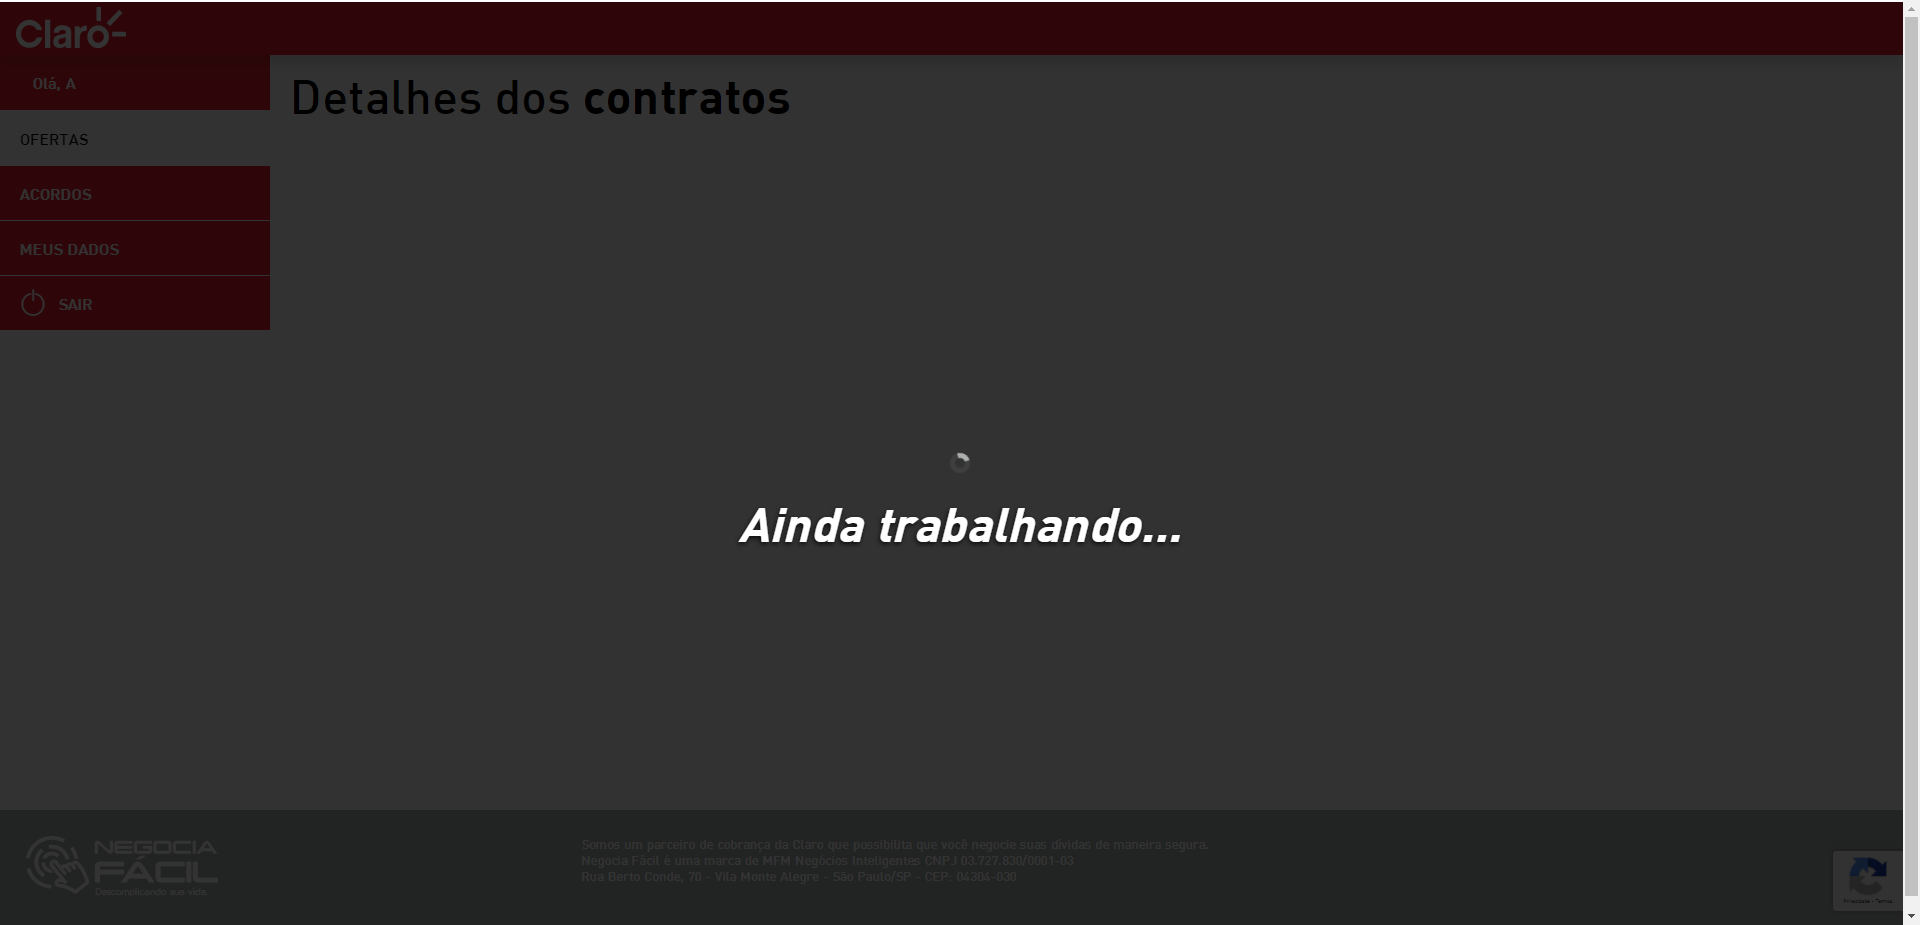 Claro
Olá, A
OFERTAS
ACORDOS
MEUS DADOS
SAIR
Detalhes dos contratos
Ainda trabalhando...
NEGOCIA
FÁCIL
Descomplicando sua vida.
Somos um parceiro de cobrança da Claro que possibilita que você negocie suas dívidas de maneira segura.
Negocia Fácil é uma marca de MFM Negócios Inteligentes CNPJ 03.727.830/0001-03
Rua Berto Conde, 70 - Vila Monte Alegre - São Paulo/SP - CEP: 04304-030
Privacidade - Termos